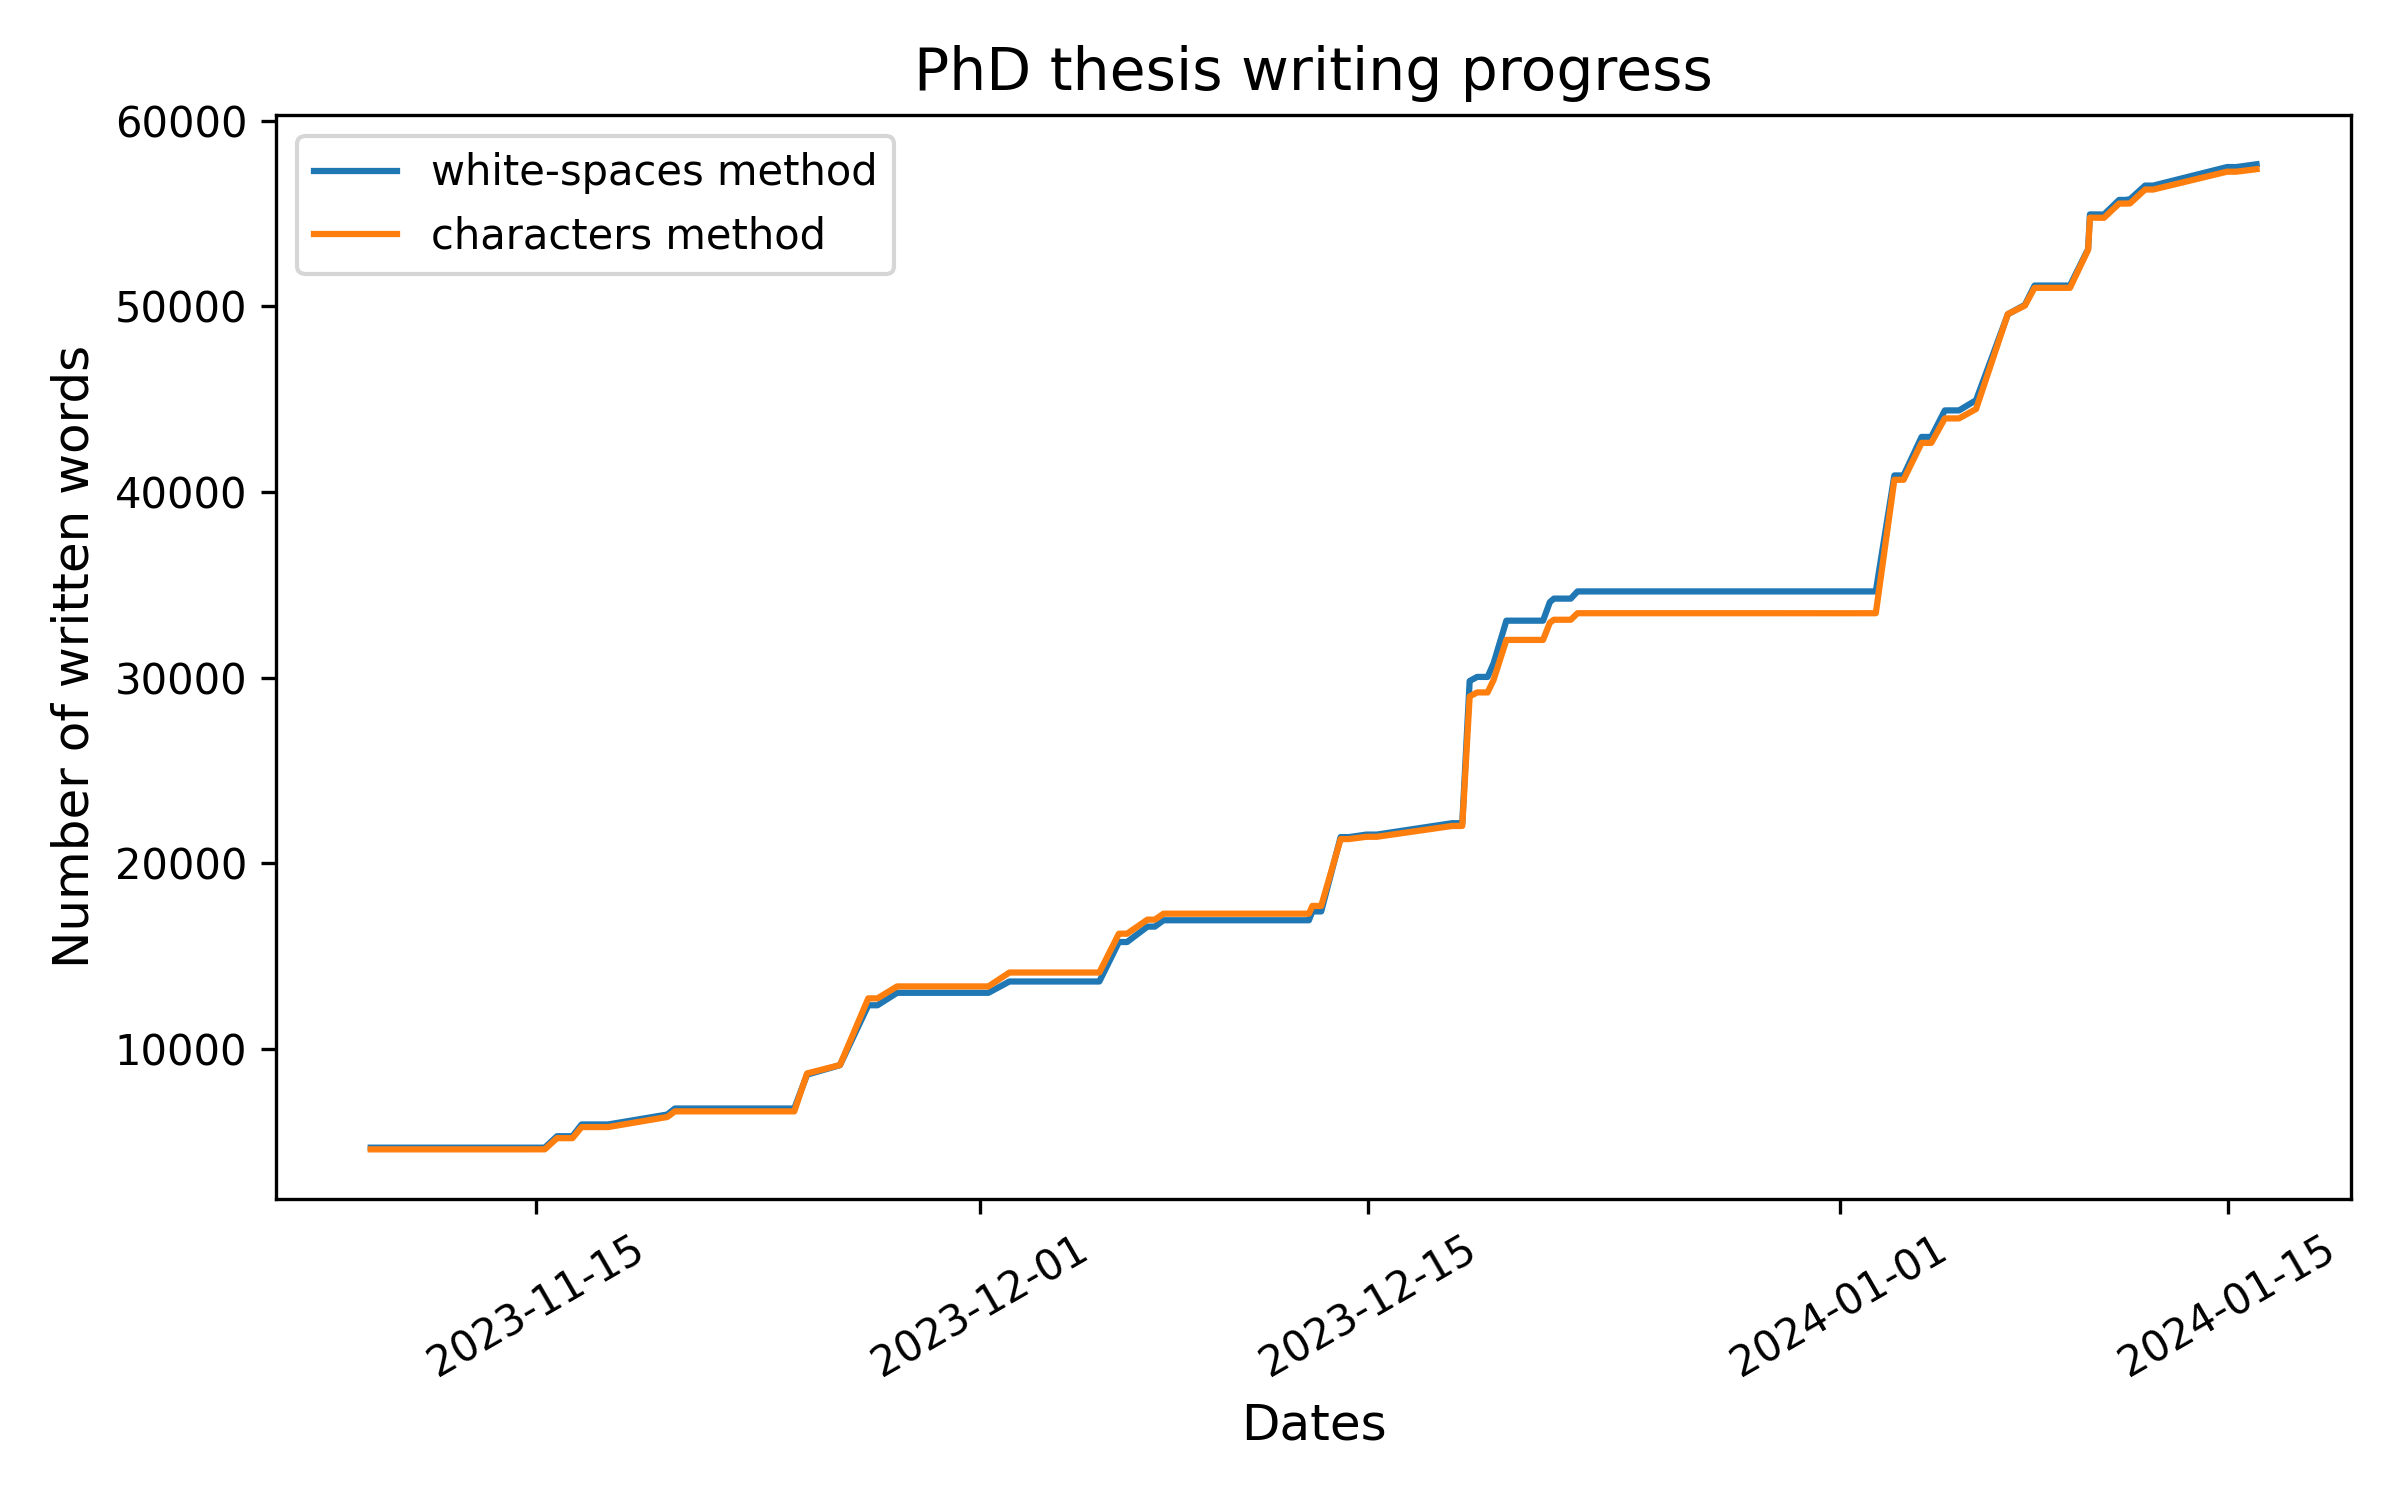 PhD thesis writing progress
60000
50000
40000
30000
20000
10000
Number of written words
white-spaces method
characters method
2023-11-15
2023-12-01
2023-12-15
2024-01-01
2024-01-15
Dates